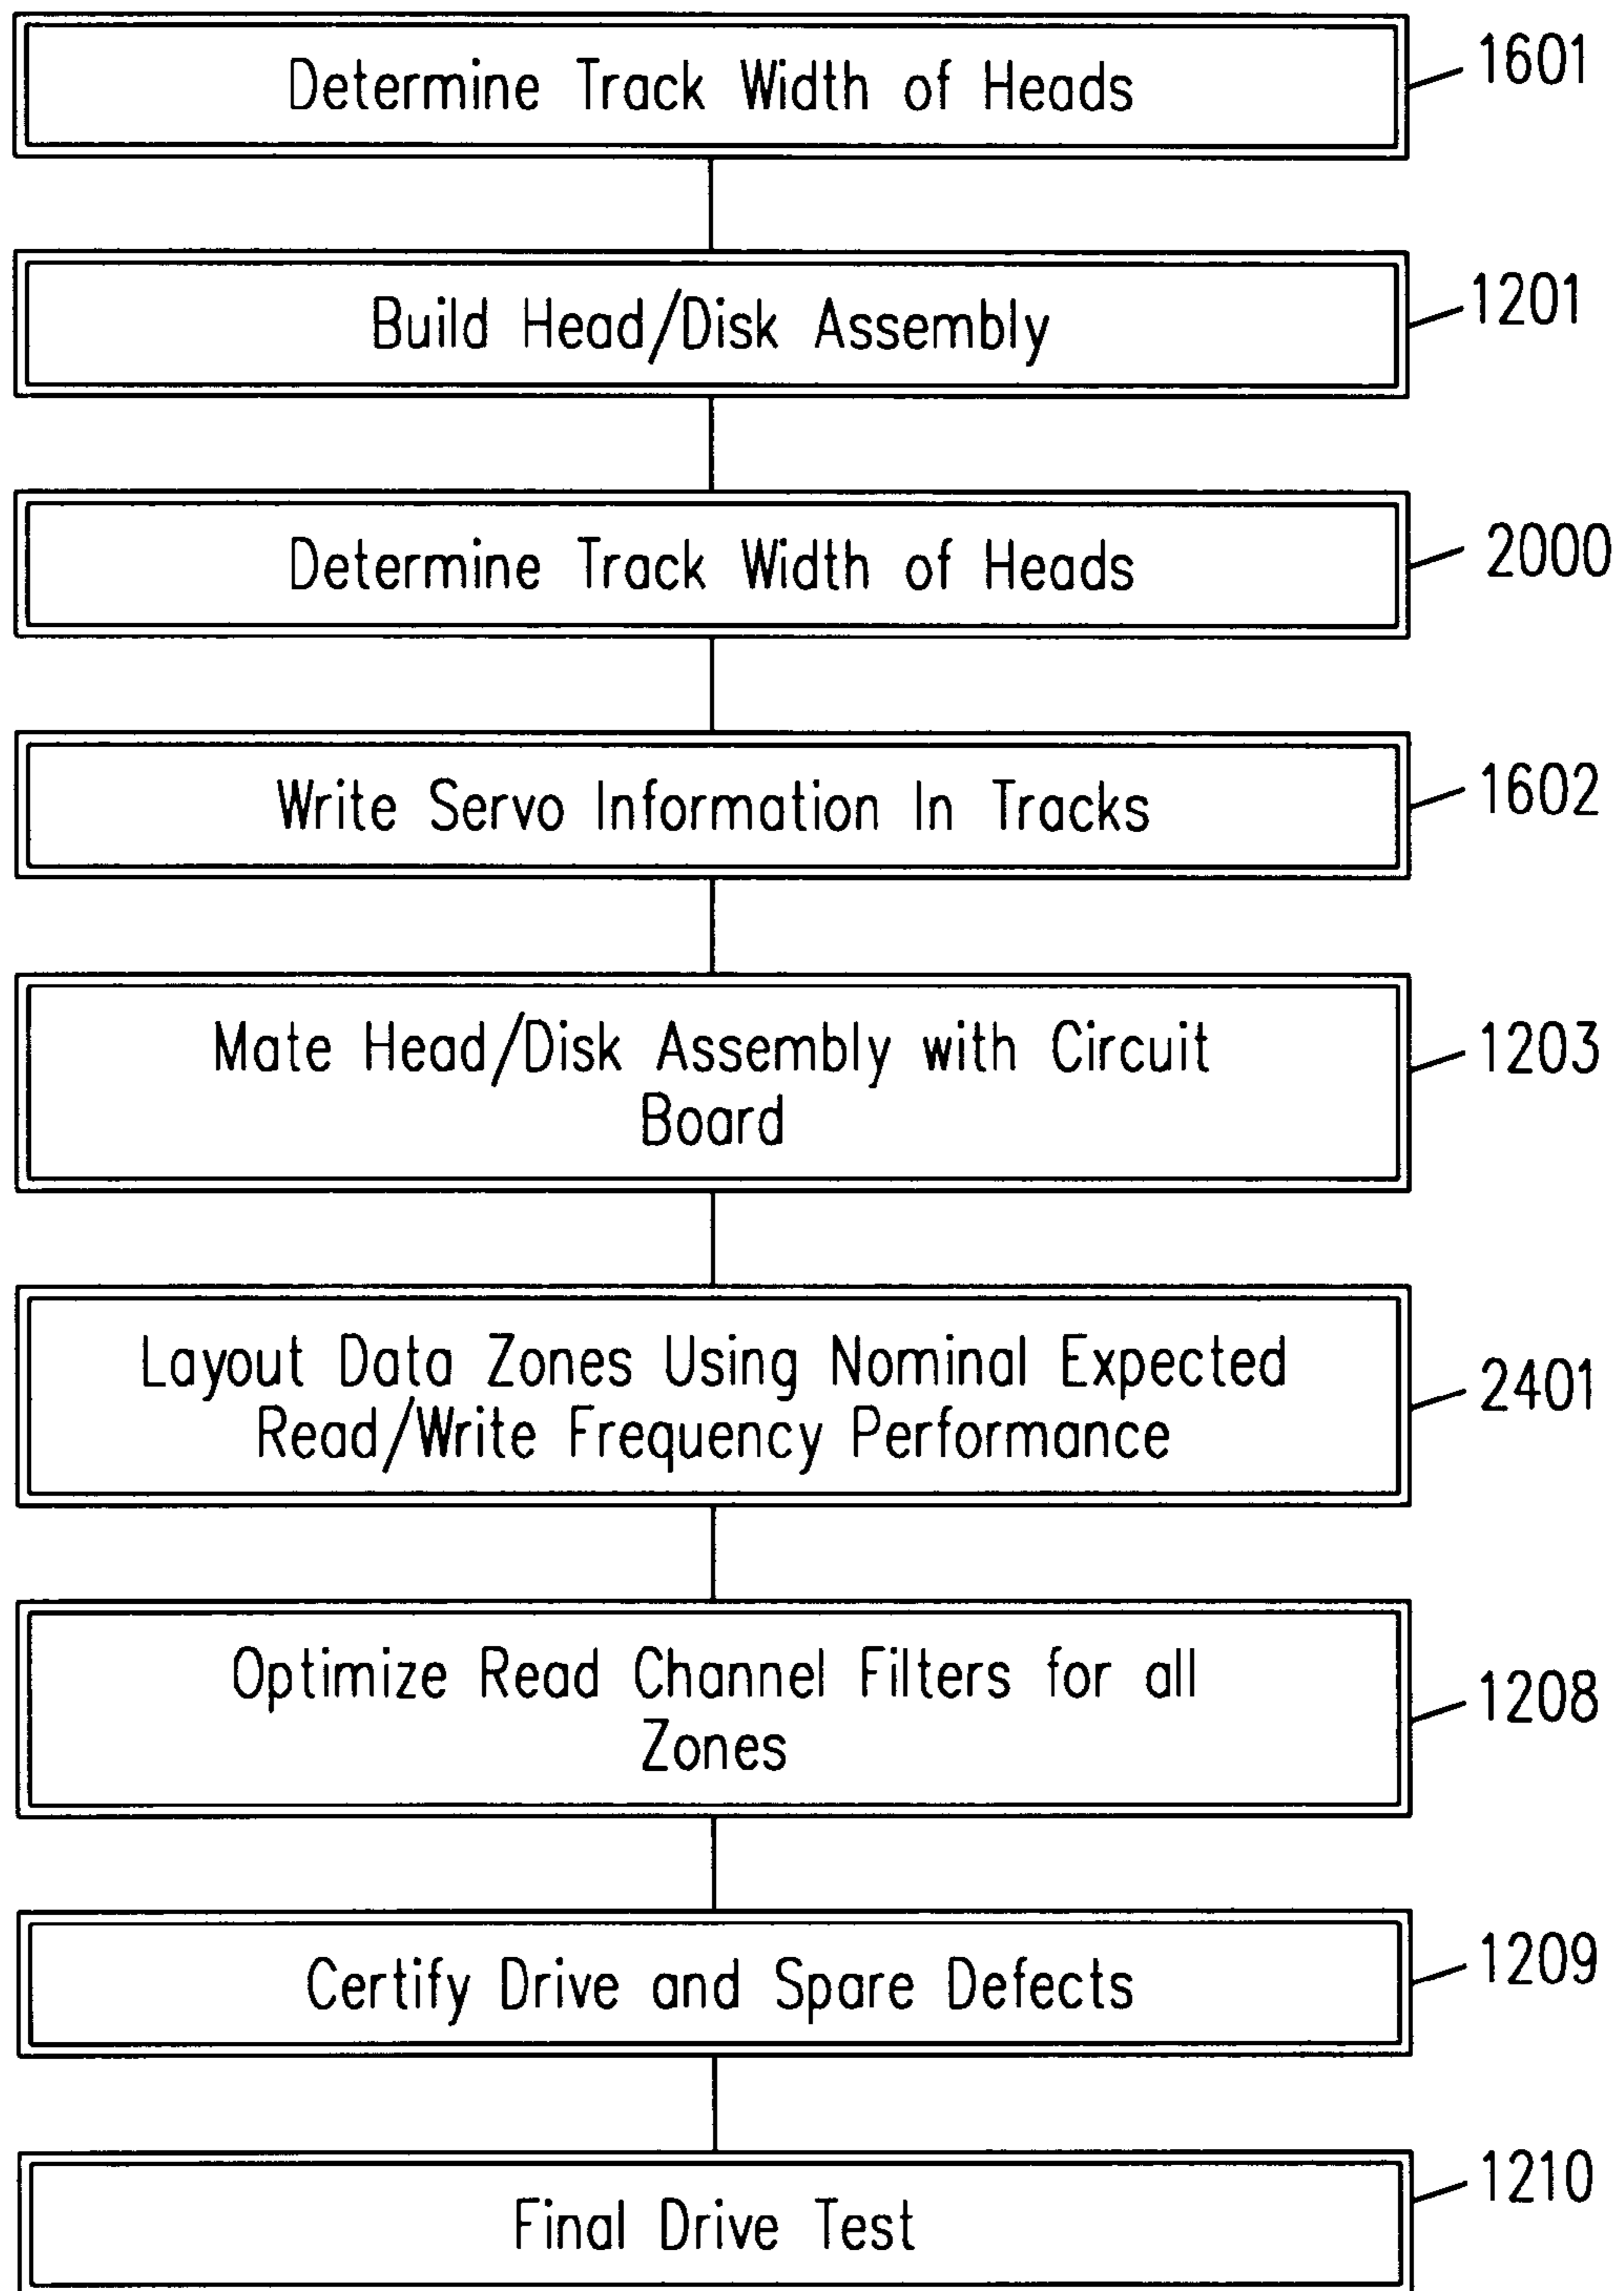 Determine Track Width of Heads
1601
Build Head/Disk Assembly
1201
Determine Track Width of Heads
2000
Write Servo Information In Tracks
1602
Mate Head/Disk Assembly with Circuit
Board
1203
Layout Data Zones Using Nominal Expected
Read/Write Frequency Performance
2401
Optimize Read Channel Filters for all
Zones
1208
Certify Drive and Spare Defects
1209
Final Drive Test
1210